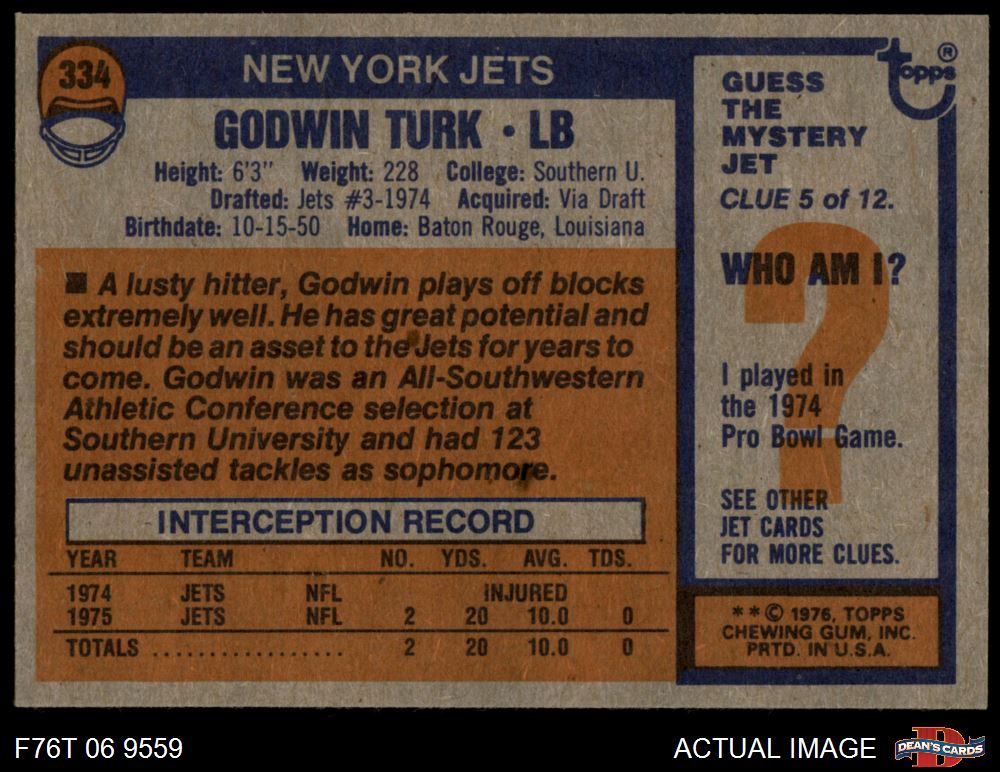 334
NEW YORK JETS
GODWIN TURK • LB
Height: 6'3" Weight: 228 College: Southern U.
Drafted: Jets #3-1974 Acquired: Via Draft
Birthdate: 10-15-50 Home: Baton Rouge, Louisiana
■ A lusty hitter, Godwin plays off blocks
extremely well. He has great potential and
should be an asset to the Jets for years to
come. Godwin was an All-Southwestern
Athletic Conference selection at
Southern University and had 123
unassisted tackles as sophomore.
INTERCEPTION RECORD
YEAR TEAM NO. YDS. AVG. TDS.
1974 JETS NFL INJURED
1975 JETS NFL 2 20 10.0 0
TOTALS ................ 2 20 10.0 0
topps®
GUESS
THE
MYSTERY
JET
CLUE 5 of 12.
WHO AM I?
I played in
the 1974
Pro Bowl Game.
SEE OTHER
JET CARDS
FOR MORE CLUES.
**© 1976, TOPPS
CHEWING GUM, INC.
PRTD. IN U.S.A.
F76T 06 9559
ACTUAL IMAGE
D
DEAN'S CARDS